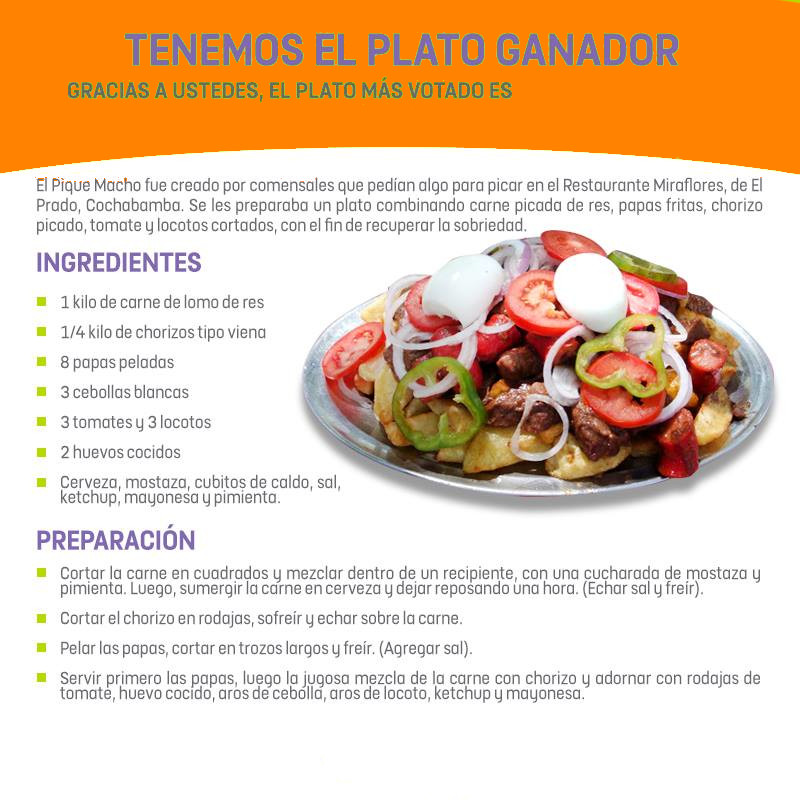 TENEMOS EL PLATO GANADOR
GRACIAS A USTEDES, EL PLATO MÁS VOTADO ES
El Pique Macho fue creado por comensales que pedían algo para picar en el Restaurante Miraflores, de El
Prado, Cochabamba. Se les preparaba un plato combinando carne picada de res, papas fritas, chorizo
picado, tomate y locotos cortados, con el fin de recuperar la sobriedad.
INGREDIENTES
1 kilo de carne de lomo de res
1/4 kilo de chorizos tipo viena
8 papas peladas
3 cebollas blancas
3 tomates y 3 locotos
2 huevos cocidos
Cerveza, mostaza, cubitos de caldo, sal,
ketchup, mayonesa y pimienta.
PREPARACIÓN
Cortar la carne en cuadrados y mezclar dentro de un recipiente, con una cucharada de mostaza y
pimienta. Luego, sumergir la carne en cerveza y dejar reposando una hora. (Echar sal y freír).
Cortar el chorizo en rodajas, sofreír y echar sobre la carne.
Pelar las papas, cortar en trozos largos y freír. (Agregar sal).
Servir primero las papas, luego la jugosa mezcla de la carne con chorizo y adornar con rodajas de
tomate, huevo cocido, aros de cebolla, aros de locoto, ketchup y mayonesa.